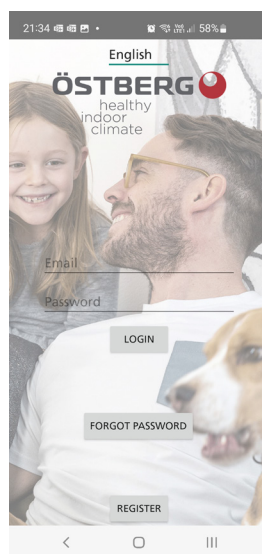 21:34 58%
English
ÖSTBERG
healthy
indoor
climate
Email
Password
LOGIN
FORGOT PASSWORD
REGISTER